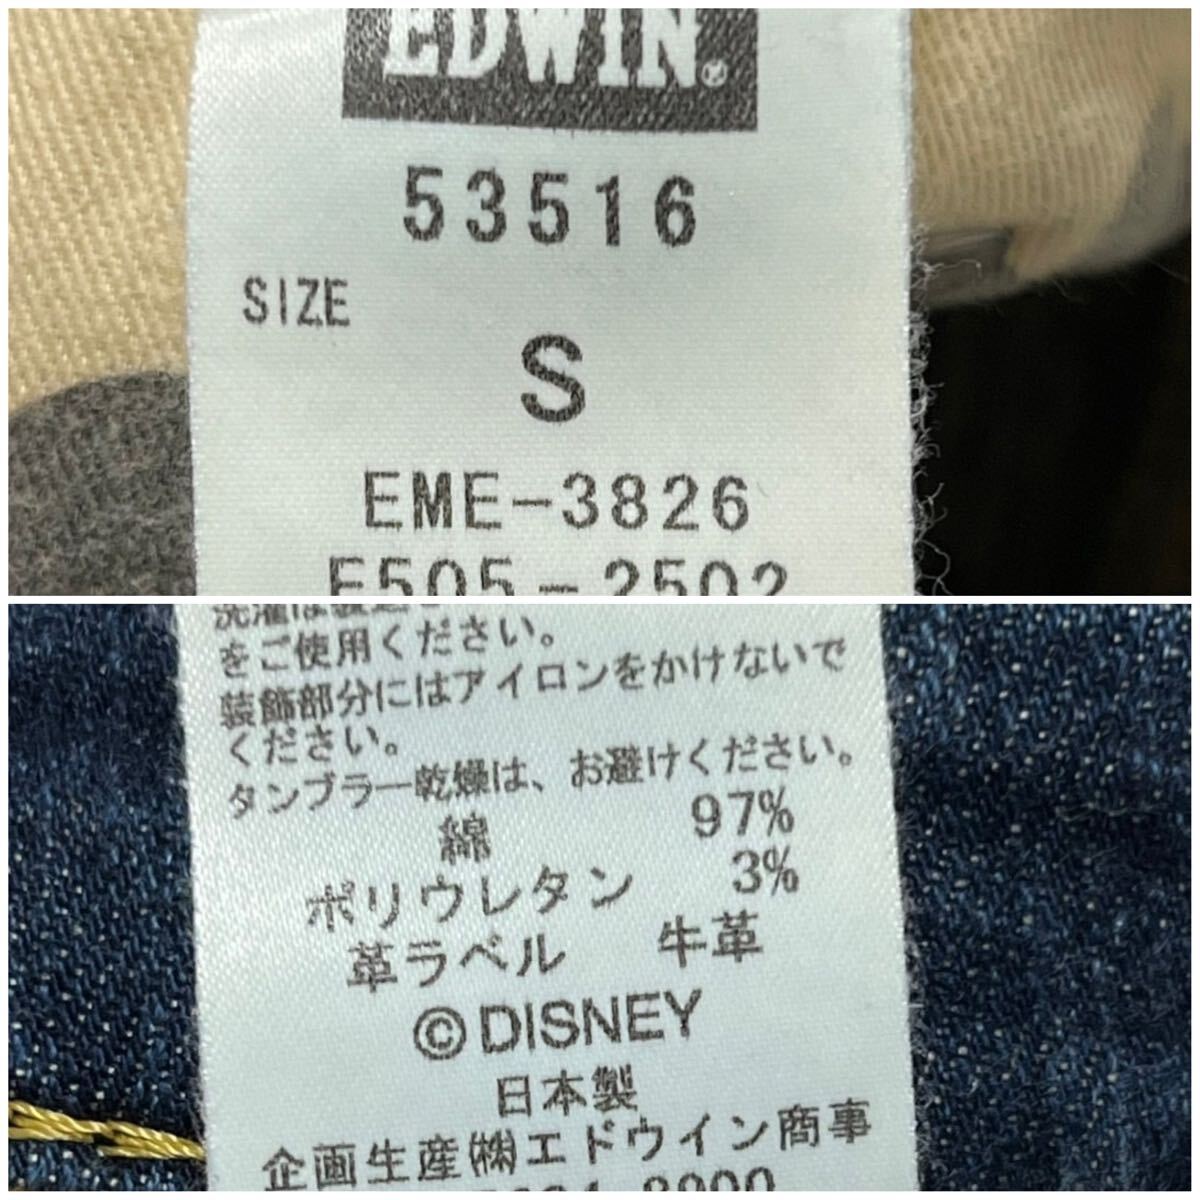 EDWIN®
53516
SIZE
S
EME-3826
E505-2502
をご使用ください。
装飾部分にはアイロンをかけないで
ください。
タンブラー乾燥は、お避けください。
綿 97%
ポリウレタン 3%
革ラベル 牛革
©DISNEY
日本製
企画生産㈱エドウイン商事